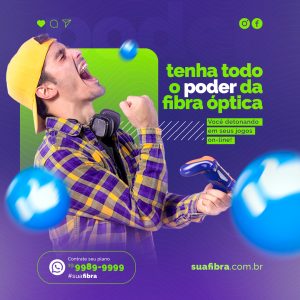 tenha todo
o poder da
fibra óptica
Você detonando
em seus jogos
on-line!
Contrate seu plano
9989-9999
#suafibra
suafibra.com.br